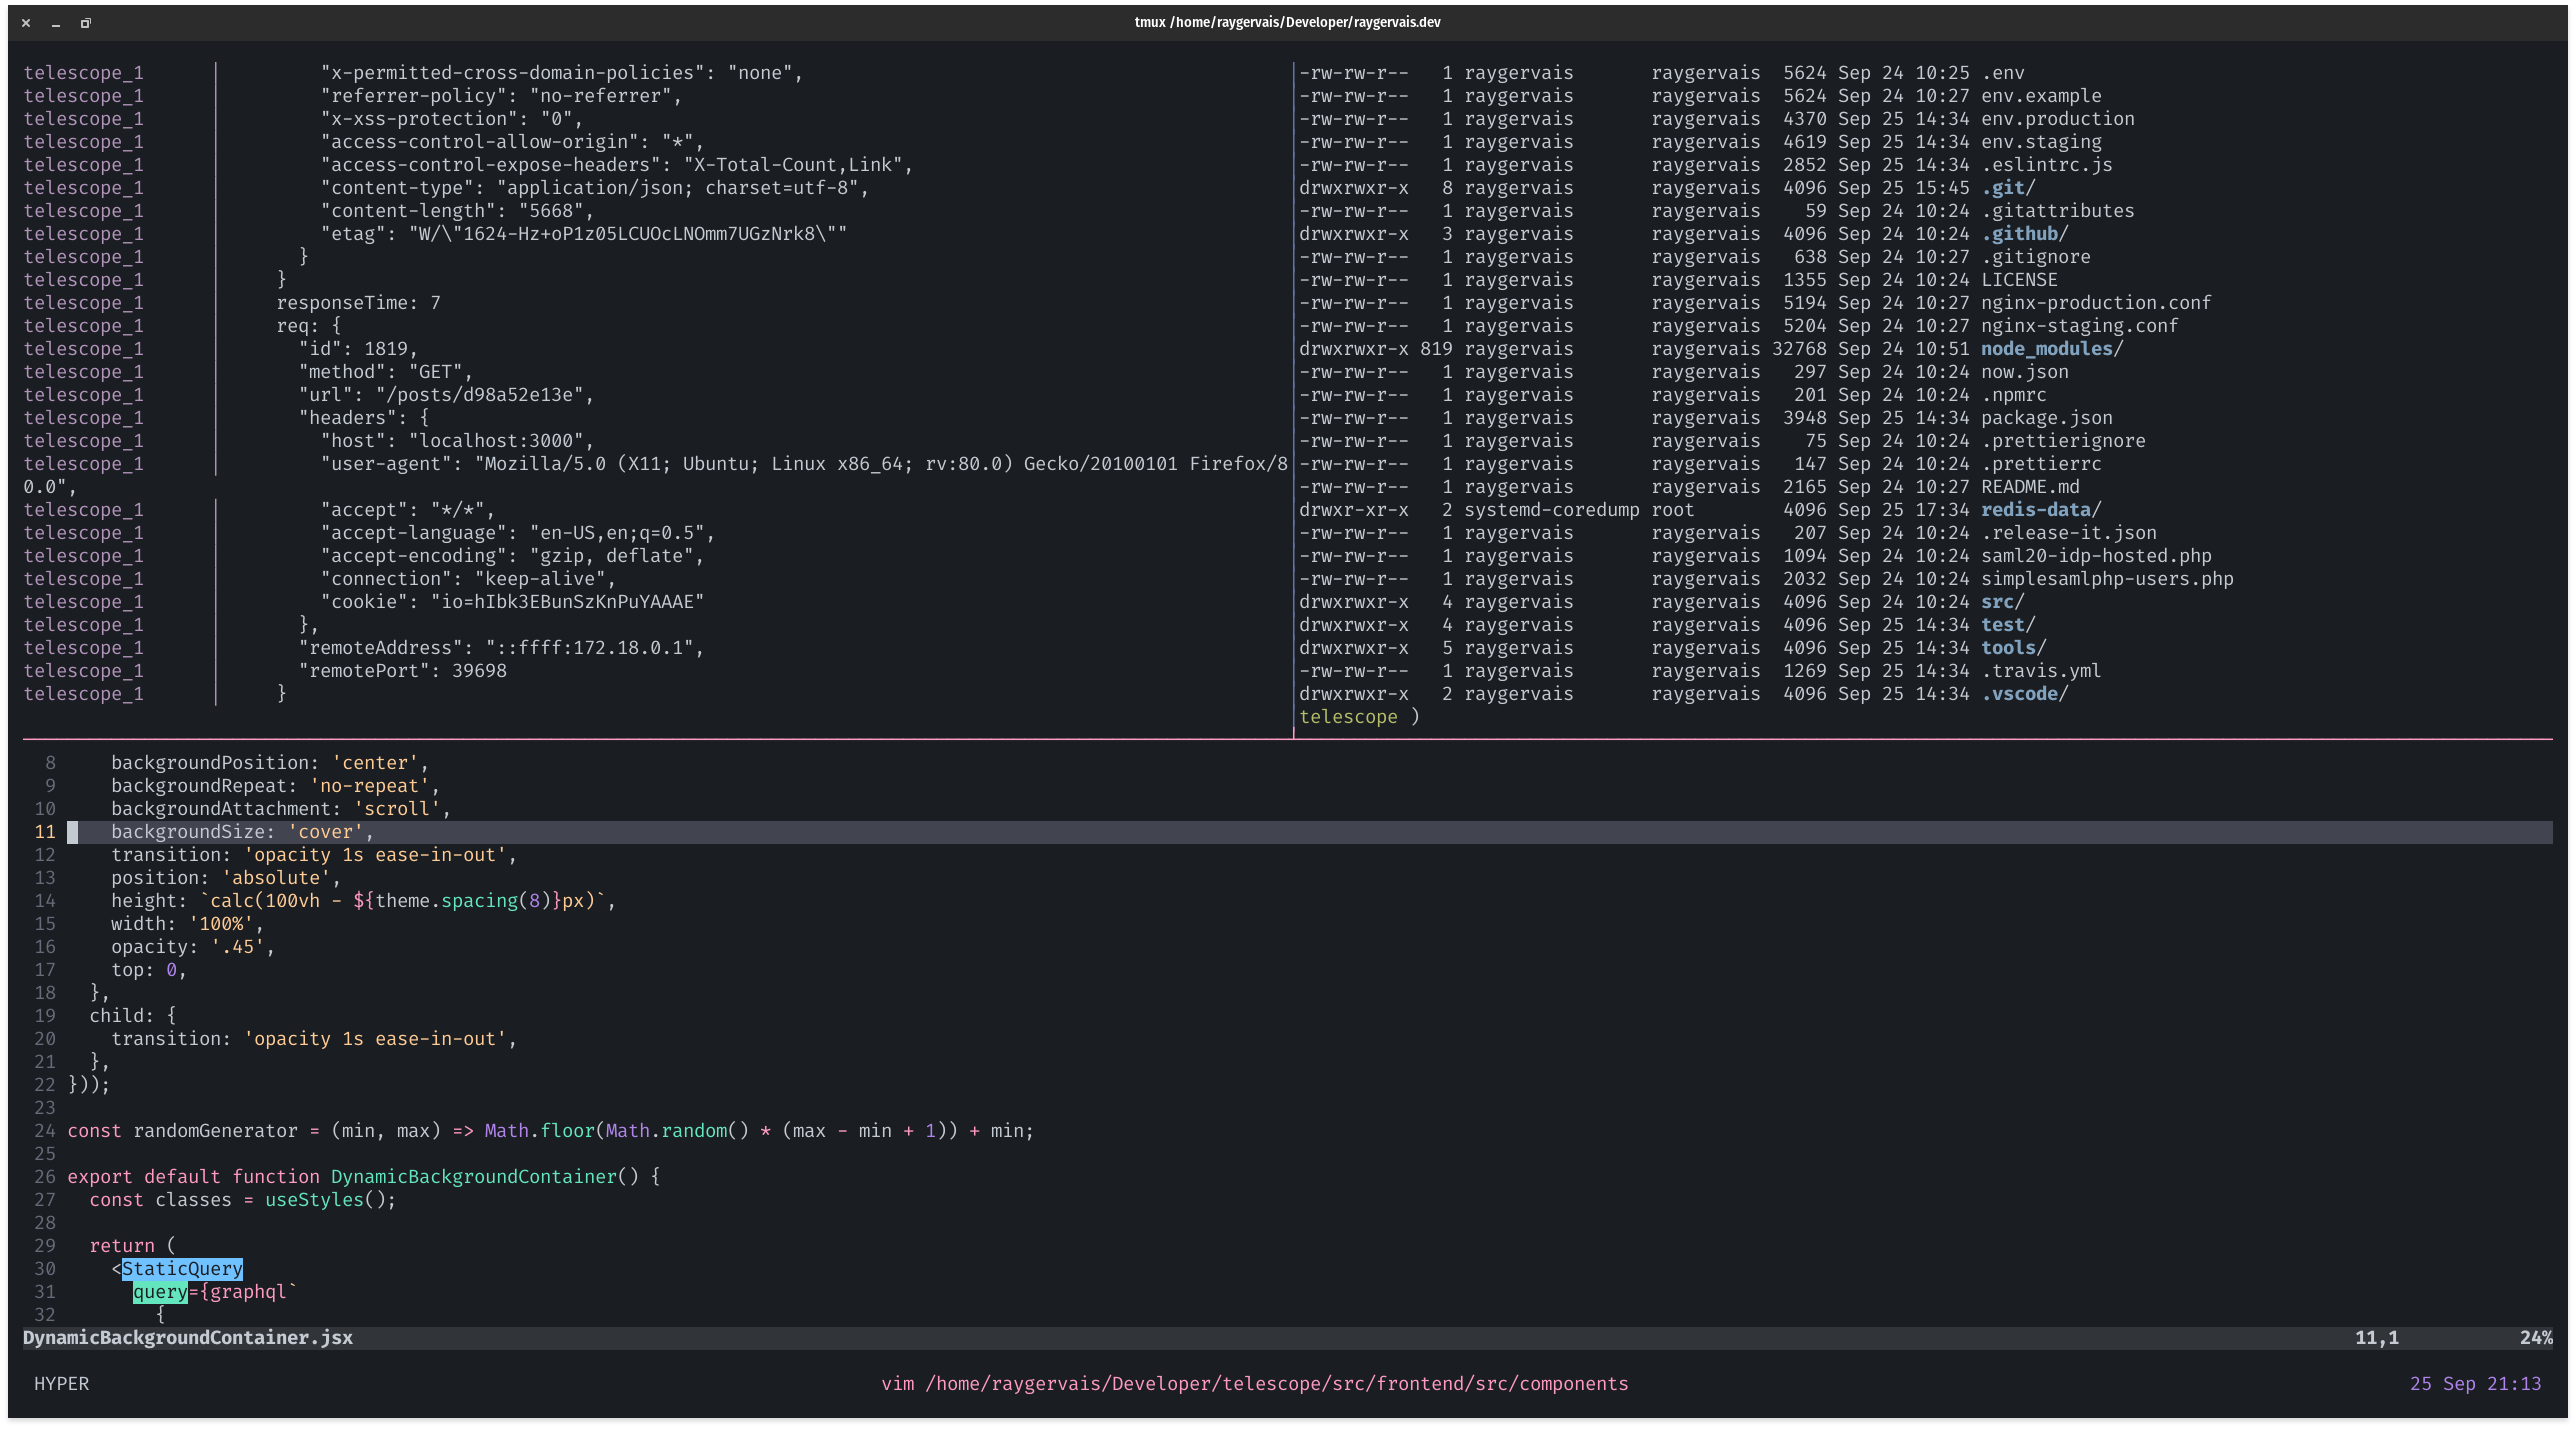 tmux /home/raygervais/Developer/raygervais.dev
telescope_1 | "x-permitted-cross-domain-policies": "none",
telescope_1 | "referrer-policy": "no-referrer",
telescope_1 | "x-xss-protection": "0",
telescope_1 | "access-control-allow-origin": "*",
telescope_1 | "access-control-expose-headers": "X-Total-Count,Link",
telescope_1 | "content-type": "application/json; charset=utf-8",
telescope_1 | "content-length": "5668",
telescope_1 | "etag": "W/\"1624-Hz+oP1z05LCUOcLNOmm7UGzNrk8\""
telescope_1 | }
telescope_1 | }
telescope_1 | responseTime: 7
telescope_1 | req: {
telescope_1 | "id": 1819,
telescope_1 | "method": "GET",
telescope_1 | "url": "/posts/d98a52e13e",
telescope_1 | "headers": {
telescope_1 | "host": "localhost:3000",
telescope_1 | "user-agent": "Mozilla/5.0 (X11; Ubuntu; Linux x86_64; rv:80.0) Gecko/20100101 Firefox/8
0.0",
telescope_1 | "accept": "*/*",
telescope_1 | "accept-language": "en-US,en;q=0.5",
telescope_1 | "accept-encoding": "gzip, deflate",
telescope_1 | "connection": "keep-alive",
telescope_1 | "cookie": "io=hIbk3EBunSzKnPuYAAAE"
telescope_1 | },
telescope_1 | "remoteAddress": "::ffff:172.18.0.1",
telescope_1 | "remotePort": 39698
telescope_1 | }
-rw-rw-r-- 1 raygervais raygervais 5624 Sep 24 10:25 .env
-rw-rw-r-- 1 raygervais raygervais 5624 Sep 24 10:27 env.example
-rw-rw-r-- 1 raygervais raygervais 4370 Sep 25 14:34 env.production
-rw-rw-r-- 1 raygervais raygervais 4619 Sep 25 14:34 env.staging
-rw-rw-r-- 1 raygervais raygervais 2852 Sep 25 14:34 .eslintrc.js
drwxrwxr-x 8 raygervais raygervais 4096 Sep 25 15:45 .git/
-rw-rw-r-- 1 raygervais raygervais 59 Sep 24 10:24 .gitattributes
drwxrwxr-x 3 raygervais raygervais 4096 Sep 24 10:24 .github/
-rw-rw-r-- 1 raygervais raygervais 638 Sep 24 10:27 .gitignore
-rw-rw-r-- 1 raygervais raygervais 1355 Sep 24 10:24 LICENSE
-rw-rw-r-- 1 raygervais raygervais 5194 Sep 24 10:27 nginx-production.conf
-rw-rw-r-- 1 raygervais raygervais 5204 Sep 24 10:27 nginx-staging.conf
drwxrwxr-x 819 raygervais raygervais 32768 Sep 24 10:51 node_modules/
-rw-rw-r-- 1 raygervais raygervais 297 Sep 24 10:24 now.json
-rw-rw-r-- 1 raygervais raygervais 201 Sep 24 10:24 .npmrc
-rw-rw-r-- 1 raygervais raygervais 3948 Sep 25 14:34 package.json
-rw-rw-r-- 1 raygervais raygervais 75 Sep 24 10:24 .prettierignore
-rw-rw-r-- 1 raygervais raygervais 147 Sep 24 10:24 .prettierrc
-rw-rw-r-- 1 raygervais raygervais 2165 Sep 24 10:27 README.md
drwxr-xr-x 2 systemd-coredump root 4096 Sep 25 17:34 redis-data/
-rw-rw-r-- 1 raygervais raygervais 207 Sep 24 10:24 .release-it.json
-rw-rw-r-- 1 raygervais raygervais 1094 Sep 24 10:24 saml20-idp-hosted.php
-rw-rw-r-- 1 raygervais raygervais 2032 Sep 24 10:24 simplesamlphp-users.php
drwxrwxr-x 4 raygervais raygervais 4096 Sep 24 10:24 src/
drwxrwxr-x 4 raygervais raygervais 4096 Sep 25 14:34 test/
drwxrwxr-x 5 raygervais raygervais 4096 Sep 25 14:34 tools/
-rw-rw-r-- 1 raygervais raygervais 1269 Sep 25 14:34 .travis.yml
drwxrwxr-x 2 raygervais raygervais 4096 Sep 25 14:34 .vscode/
telescope )
8 backgroundPosition: 'center',
9 backgroundRepeat: 'no-repeat',
10 backgroundAttachment: 'scroll',
11 backgroundSize: 'cover',
12 transition: 'opacity 1s ease-in-out',
13 position: 'absolute',
14 height: `calc(100vh - ${theme.spacing(8)}px)`,
15 width: '100%',
16 opacity: '.45',
17 top: 0,
18 },
19 child: {
20 transition: 'opacity 1s ease-in-out',
21 },
22 }));
23
24 const randomGenerator = (min, max) => Math.floor(Math.random() * (max - min + 1)) + min;
25
26 export default function DynamicBackgroundContainer() {
27 const classes = useStyles();
28
29 return (
30 <StaticQuery
31 query={graphql`
32 {
DynamicBackgroundContainer.jsx 11,1 24%
HYPER vim /home/raygervais/Developer/telescope/src/frontend/src/components 25 Sep 21:13